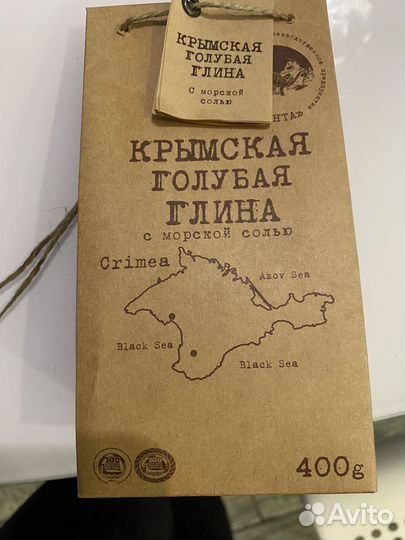 КРЫМСКАЯ
ГОЛУБАЯ
ГЛИНА
С морской
солью
КРЫМСКАЯ
ГОЛУБАЯ
ГЛИНА
с морской солью
Crimea
Azov Sea
Black Sea
Black Sea
400g
Avito